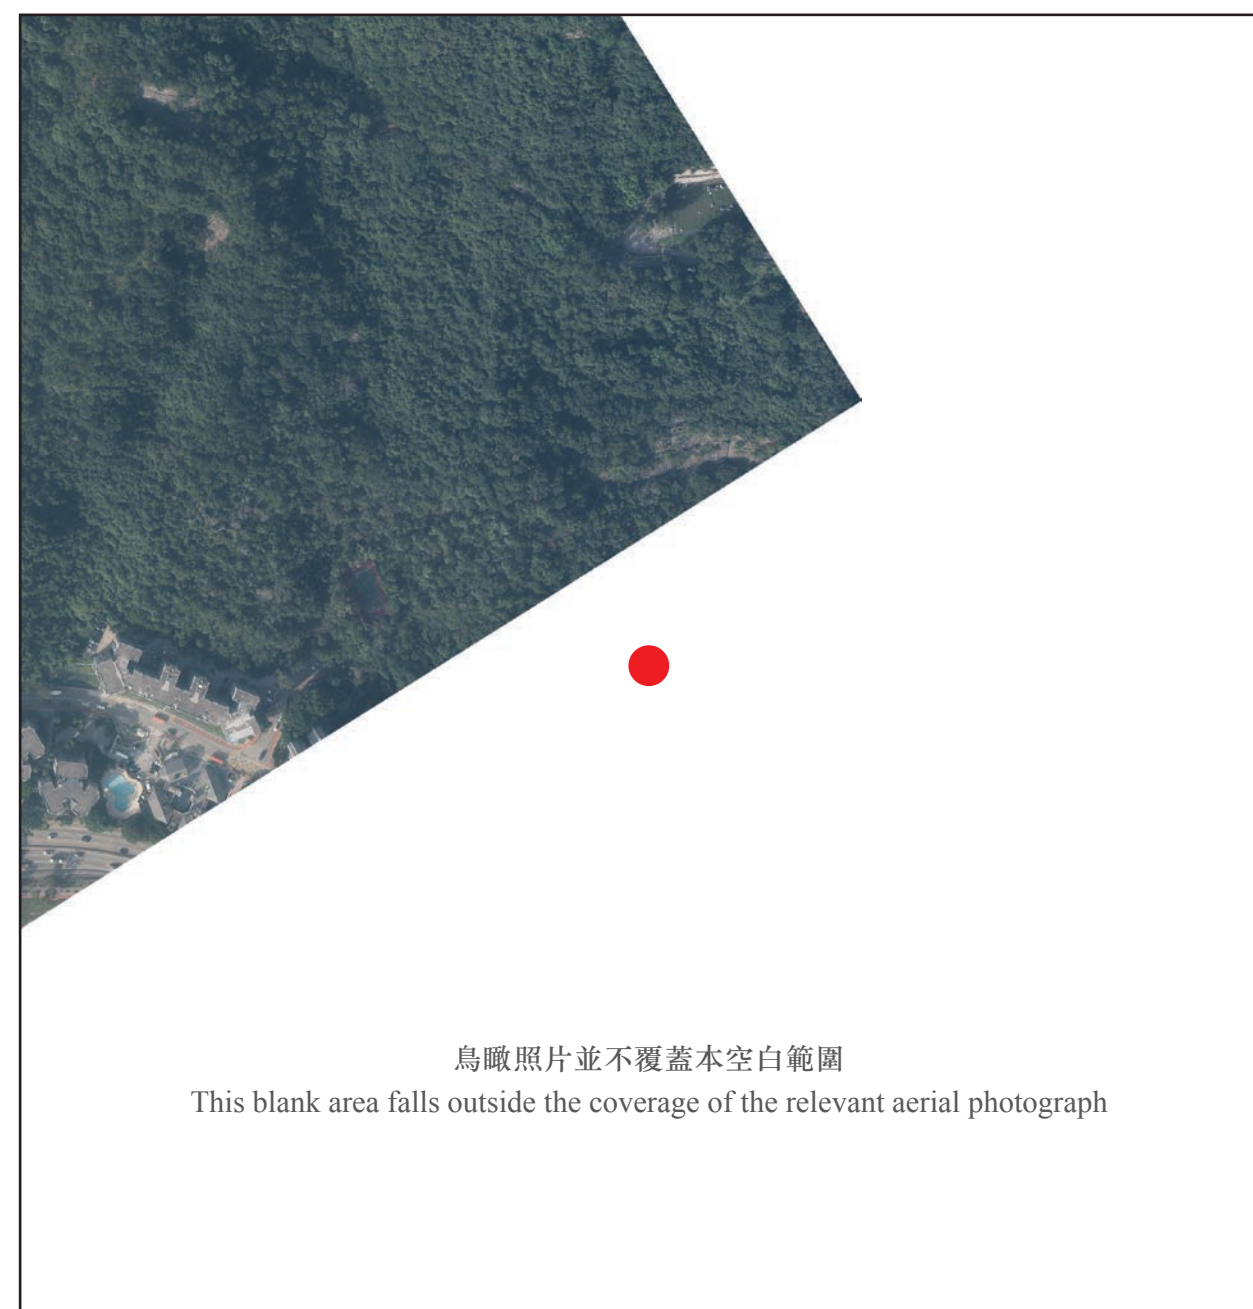 鳥瞰照片並不覆蓋本空白範圍
This blank area falls outside the coverage of the relevant aerial photograph